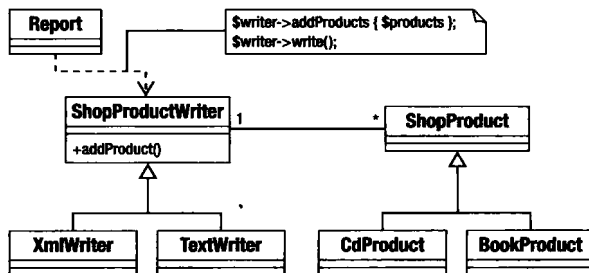 Report
$writer->addProducts { $products };
$writer->write();
ShopProductWriter
+addProduct()
1
*
ShopProduct
XmlWriter
TextWriter
CdProduct
BookProduct